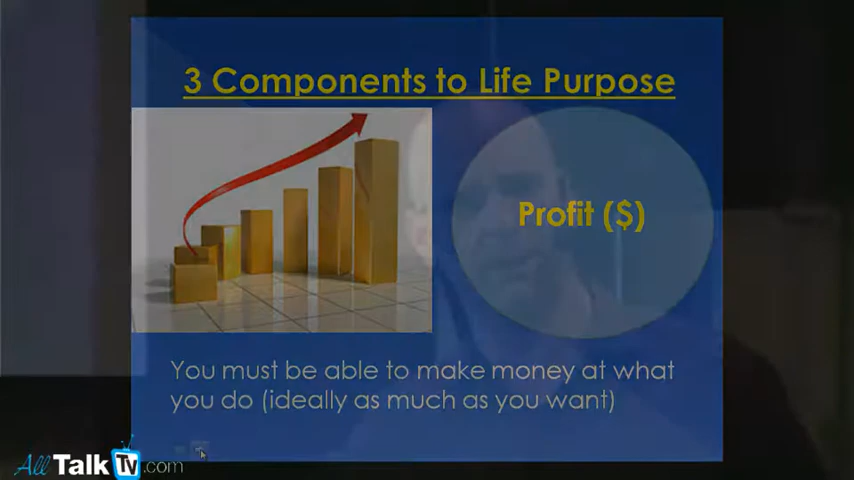 3 Components to Life Purpose
Profit ($)
You must be able to make money at what
you do (ideally as much as you want)
AllTalkTv.com